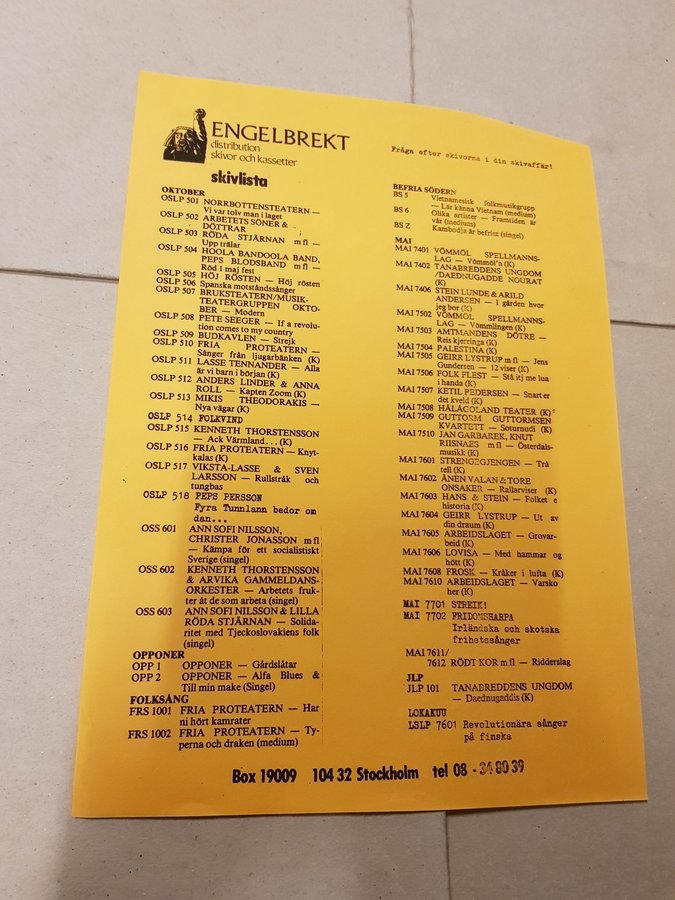 ENGELBREKT
distribution
skivor och kassetter
Fråga efter skivorna i din skivaffär!
skivlista
OKTOBER
OSLP 501 NORRBOTTENSTEATERN —
Vi var tolv man i laget
OSLP 502 ARBETETS SÖNER &
DÖTTRAR
OSLP 503 RÖDA STJÄRNAN m fl —
Upp trälar
OSLP 504 HOOLA BANDOOLA BAND,
PEPS BLODSBAND m fl —
Röd 1 maj fest
OSLP 505 HÖJ RÖSTEN — Höj rösten
OSLP 506 Spanska motståndssånger
OSLP 507 BRUKSTEATERN/MUSIK-
TEATERGRUPPEN OKTO-
BER — Modern
OSLP 508 PETE SEEGER — If a revolu-
tion comes to my country
OSLP 509 BUDKAVLEN — Strejk
OSLP 510 FRIA PROTEATERN —
Sånger från ljugarbänken (K)
OSLP 511 LASSE TENNANDER — Alla
är vi barn i början (K)
OSLP 512 ANDERS LINDER & ANNA
ROLL — Kapten Zoom (K)
OSLP 513 MIKIS THEODORAKIS —
Nya vägar (K)
OSLP 514 FOLKVIND
OSLP 515 KENNETH THORSTENSSON
— Ack Värmland... (K)
OSLP 516 FRIA PROTEATERN — Knyt-
kalas (K)
OSLP 517 VIKSTA-LASSE & SVEN
LARSSON — Rullstråk och
tungbas
OSLP 518 PEPS PERSSON
Fyra Tunnlann bedor om
dan...
OSS 601 ANN SOFI NILSSON,
CHRISTER JONASSON m fl
— Kämpa för ett socialistiskt
Sverige (singel)
OSS 602 KENNETH THORSTENSSON
& ARVIKA GAMMELDANS-
ORKESTER — Arbetets fruk-
ter åt de som arbeta (singel)
OSS 603 ANN SOFI NILSSON & LILLA
RÖDA STJÄRNAN — Solida-
ritet med Tjeckoslovakiens folk
(singel)
OPPONER
OPP 1 OPPONER — Gårdslåtar
OPP 2 OPPONER — Alfa Blues &
Till min make (Singel)
FOLKSÅNG
FRS 1001 FRIA PROTEATERN — Har
ni hört kamrater
FRS 1002 FRIA PROTEATERN — Ty-
perna och draken (medium)
BEFRIA SÖDERN
BS 5 Vietnamesisk folkmusikgrupp
— Lär känna Vietnam (medium)
BS 6 Olika artister — Framtiden är
vår (medium)
BS Z Kambodja är befriat (singel)
MAI
MAI 7401 VÖMMÖL SPELLMANNS-
LAG — Vömmöl'n (K)
MAI 7402 TANABREDDENS UNGDOM
/DAEDNUGADDE NOURAT
(K)
MAI 7406 STEIN LUNDE & ARILD
ANDERSEN — I gården hvor
jeg bor (K)
MAI 7502 VÖMMÖL SPELLMANNS-
LAG — Vömmlingen (K)
MAI 7503 AMTMANDENS DÖTRE —
Reis kjerringa (K)
MAI 7504 PALESTINA (K)
MAI 7505 GEIRR LYSTRUP m fl — Jens
Gundersen — 12 viser (K)
MAI 7506 FOLK FLEST — Stå itj me lua
i handa (K)
MAI 7507 KETIL PEDERSEN — Snart er
det kveld (K)
MAI 7508 HÅLÅGOLAND TEATER (K)
MAI 7509 GUTTORM GUTTORMSEN
KVARTETT — Soturnudi (K)
MAI 7510 JAN GARBAREK, KNUT
RIISNAES m fl — Österdals-
musikk (K)
MAI 7601 STRENGEGJENGEN — Trå
tell (K)
MAI 7602 ÅNEN VALAN & TORE
ONSAKER — Rallarviser (K)
MAI 7603 HANS & STEIN — Folket e
historia (K)
MAI 7604 GEIRR LYSTRUP — Ut av
din draum (K)
MAI 7605 ARBEIDSLAGET — Grovar-
beid (K)
MAI 7606 LOVISA — Med hammar og
hött (K)
MAI 7608 FROSK — Kråker i lufta (K)
MAI 7610 ARBEIDSLAGET — Varsko
her (K)
MAI 7701 STREIK!
MAI 7702 FRIDOMSHARPA
Irländska och skotska
frihetssånger
MAI 7611/
7612 RÖDT KOR m fl — Ridderslag
JLP
JLP 101 TANABREDDENS UNGDOM
— Daednugaddis (K)
LOKAKUU
LSLP 7601 Revolutionära sånger
på finska
Box 19009 104 32 Stockholm tel 08 - 34 80 39